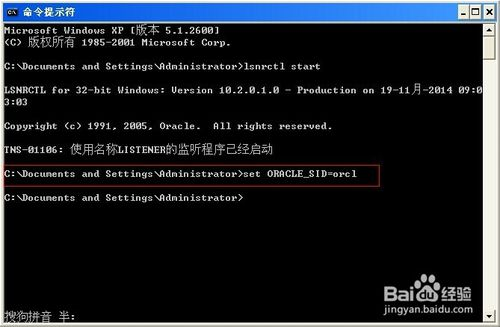 命令提示符
Microsoft Windows XP [版本 5.1.2600]
(C) 版权所有 1985-2001 Microsoft Corp.
C:\Documents and Settings\Administrator>lsnrctl start
LSNRCTL for 32-bit Windows: Version 10.2.0.1.0 - Production on 19-11月-2014 09:0
3:03
Copyright (c) 1991, 2005, Oracle.  All rights reserved.
TNS-01106: 使用名称LISTENER的监听程序已经启动
C:\Documents and Settings\Administrator>set ORACLE_SID=orcl
C:\Documents and Settings\Administrator>
Baidu 经验
jingyan.baidu.com
搜狗拼音 半: